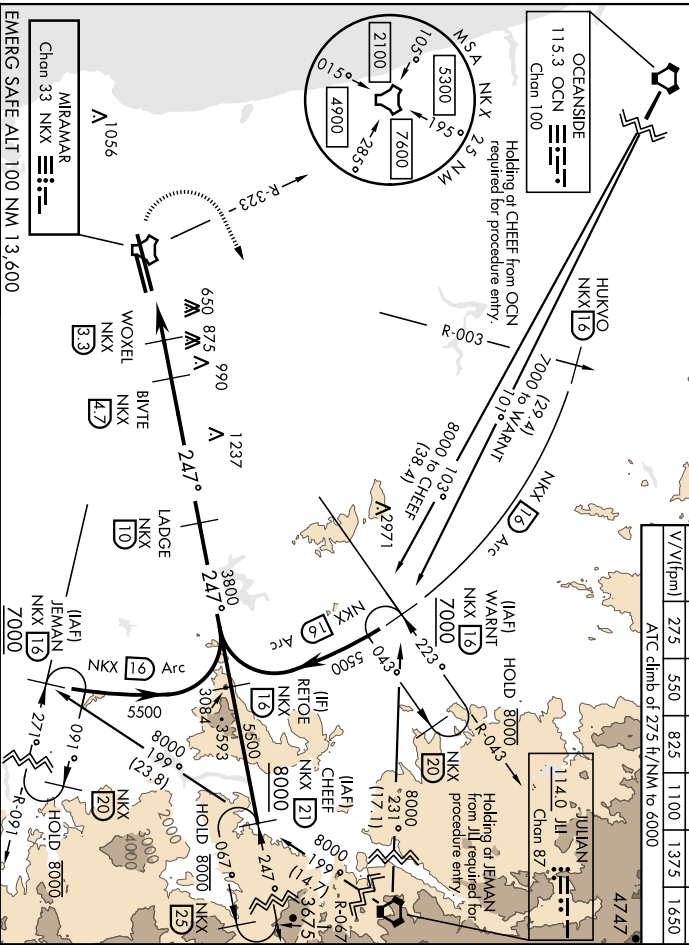 V/V(fpm) 275 550 825 1100 1375 1650
ATC climb of 275 ft/NM to 6000
4747
OCEANSIDE
115.3 OCN
Chan 100
MSA NKX 25 NM
5300
2100
4900
7600
105°
015°
195°
285°
Holding at CHEEF from OCN
required for procedure entry.
HUKVO
NKX 16
R-003
7000 (29.4)
to WARNT
101°
8000 103°
to CHEEF
(38.4)
NKX 16 Arc
2971
(IAF)
WARNT
NKX 16
7000
HOLD 8000
223°
043°
R-043
NKX
20
JULIAN
114.0 JLI
Chan 87
Holding at JEMAN
from JLI required for
procedure entry.
8000
231°
(17.1)
8000
199°
(14.7)
R-067
3675
(IAF)
CHEEF
NKX 21
8000
247°
067°
HOLD 8000
NKX
25
NKX 16 Arc
5500
(IF)
RETOE
NKX
16
5500
3593
3084
3800
247°
247°
LADGE
NKX
10
BIVTE
NKX
4.7
WOXEL
NKX
3.3
1237
990
875
650
R-323
MIRAMAR
Chan 33 NKX
1056
NKX 16 Arc
5500
8000
199°
(23.8)
2000
3000
4000
(IAF)
JEMAN
NKX 16
7000
091°
271°
R-091
NKX
20
HOLD 8000
EMERG SAFE ALT 100 NM 13,600